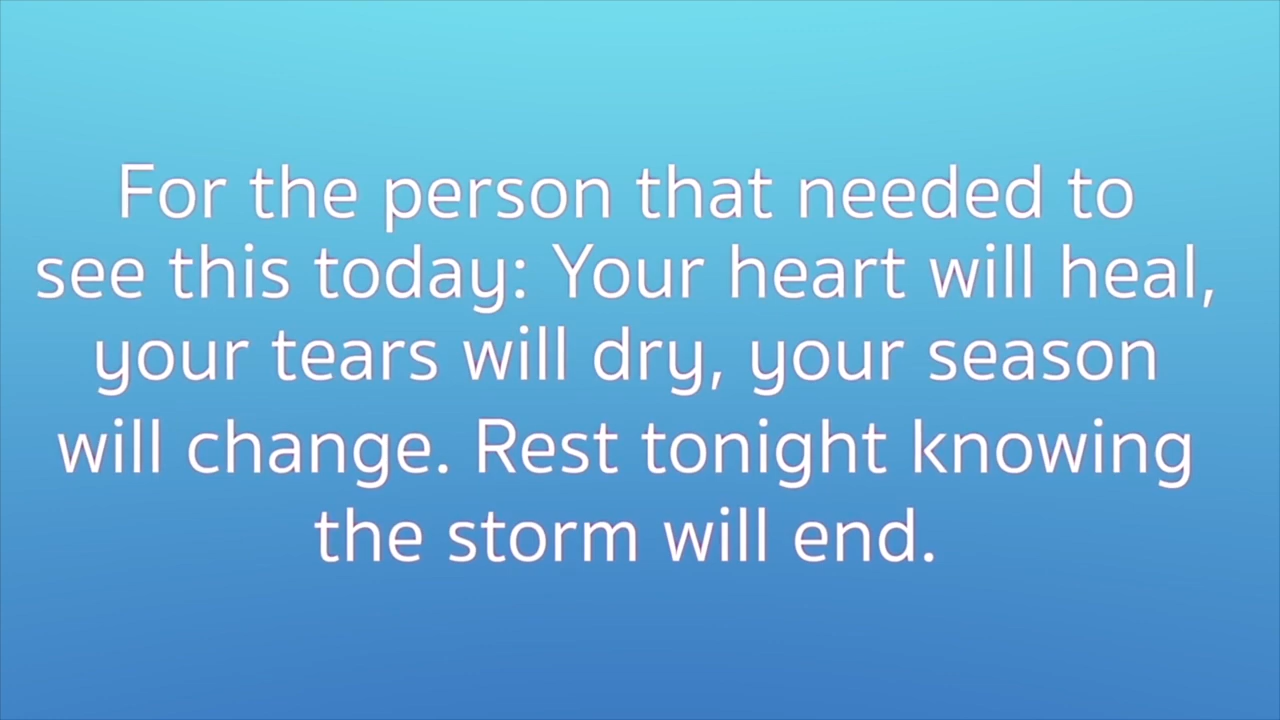 For the person that needed to
see this today: Your heart will heal,
your tears will dry, your season
will change. Rest tonight knowing
the storm will end.